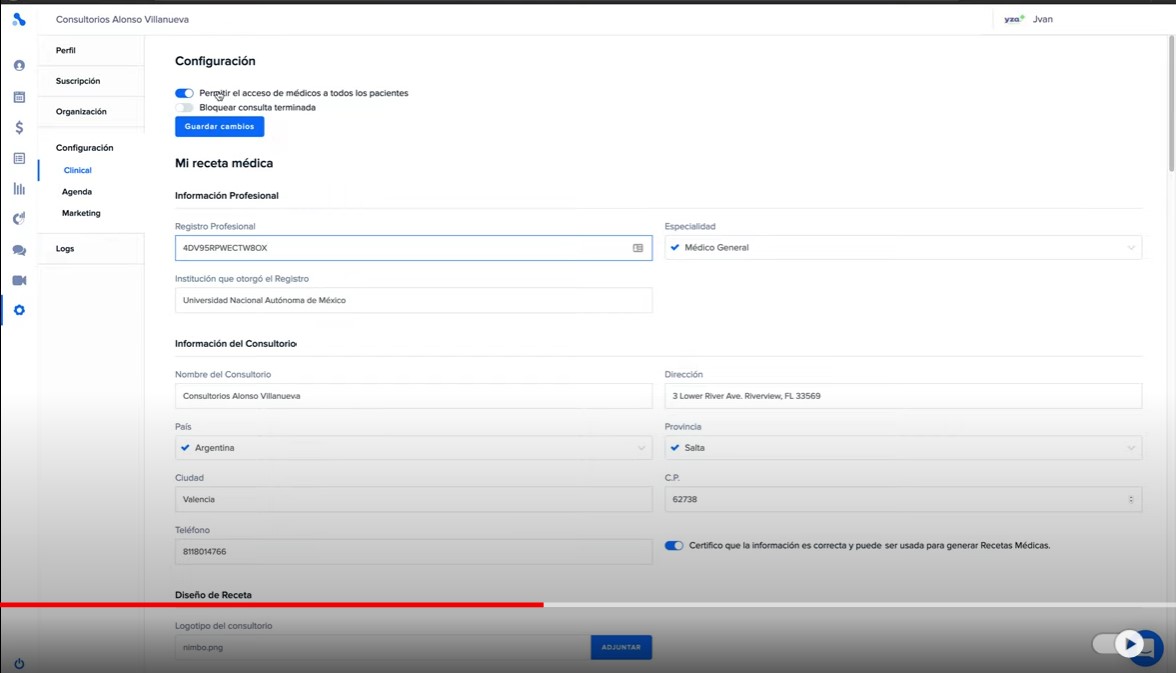 Consultorios Alonso Villanueva
yza
Jvan
Perfil
Suscripción
Organización
Configuración
Clinical
Agenda
Marketing
Logs
Configuración
Permitir el acceso de médicos a todos los pacientes
Bloquear consulta terminada
Guardar cambios
Mi receta médica
Información Profesional
Registro Profesional
Especialidad
4DV95RPWECTW8OX
Médico General
Institución que otorgó el Registro
Universidad Nacional Autónoma de México
Información del Consultorio
Nombre del Consultorio
Dirección
Consultorios Alonso Villanueva
3 Lower River Ave. Riverview, FL 33569
País
Provincia
Argentina
Salta
Ciudad
C.P.
Valencia
62738
Teléfono
8118014766
Certifico que la información es correcta y puede ser usada para generar Recetas Médicas.
Diseño de Receta
Logotipo del consultorio
nimbo.png
ADJUNTAR